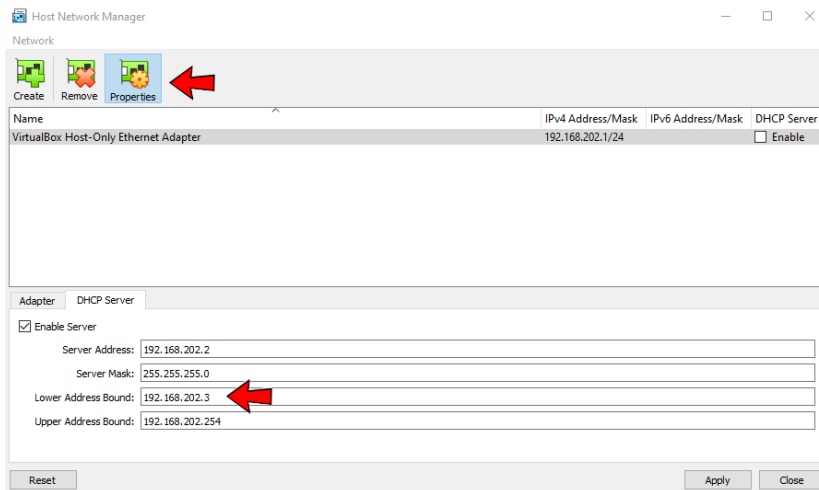 Host Network Manager
Network
Create Remove Properties
Name IPv4 Address/Mask IPv6 Address/Mask DHCP Server
VirtualBox Host-Only Ethernet Adapter 192.168.202.1/24 Enable
Adapter DHCP Server
Enable Server
Server Address: 192.168.202.2
Server Mask: 255.255.255.0
Lower Address Bound: 192.168.202.3
Upper Address Bound: 192.168.202.254
Reset Apply Close